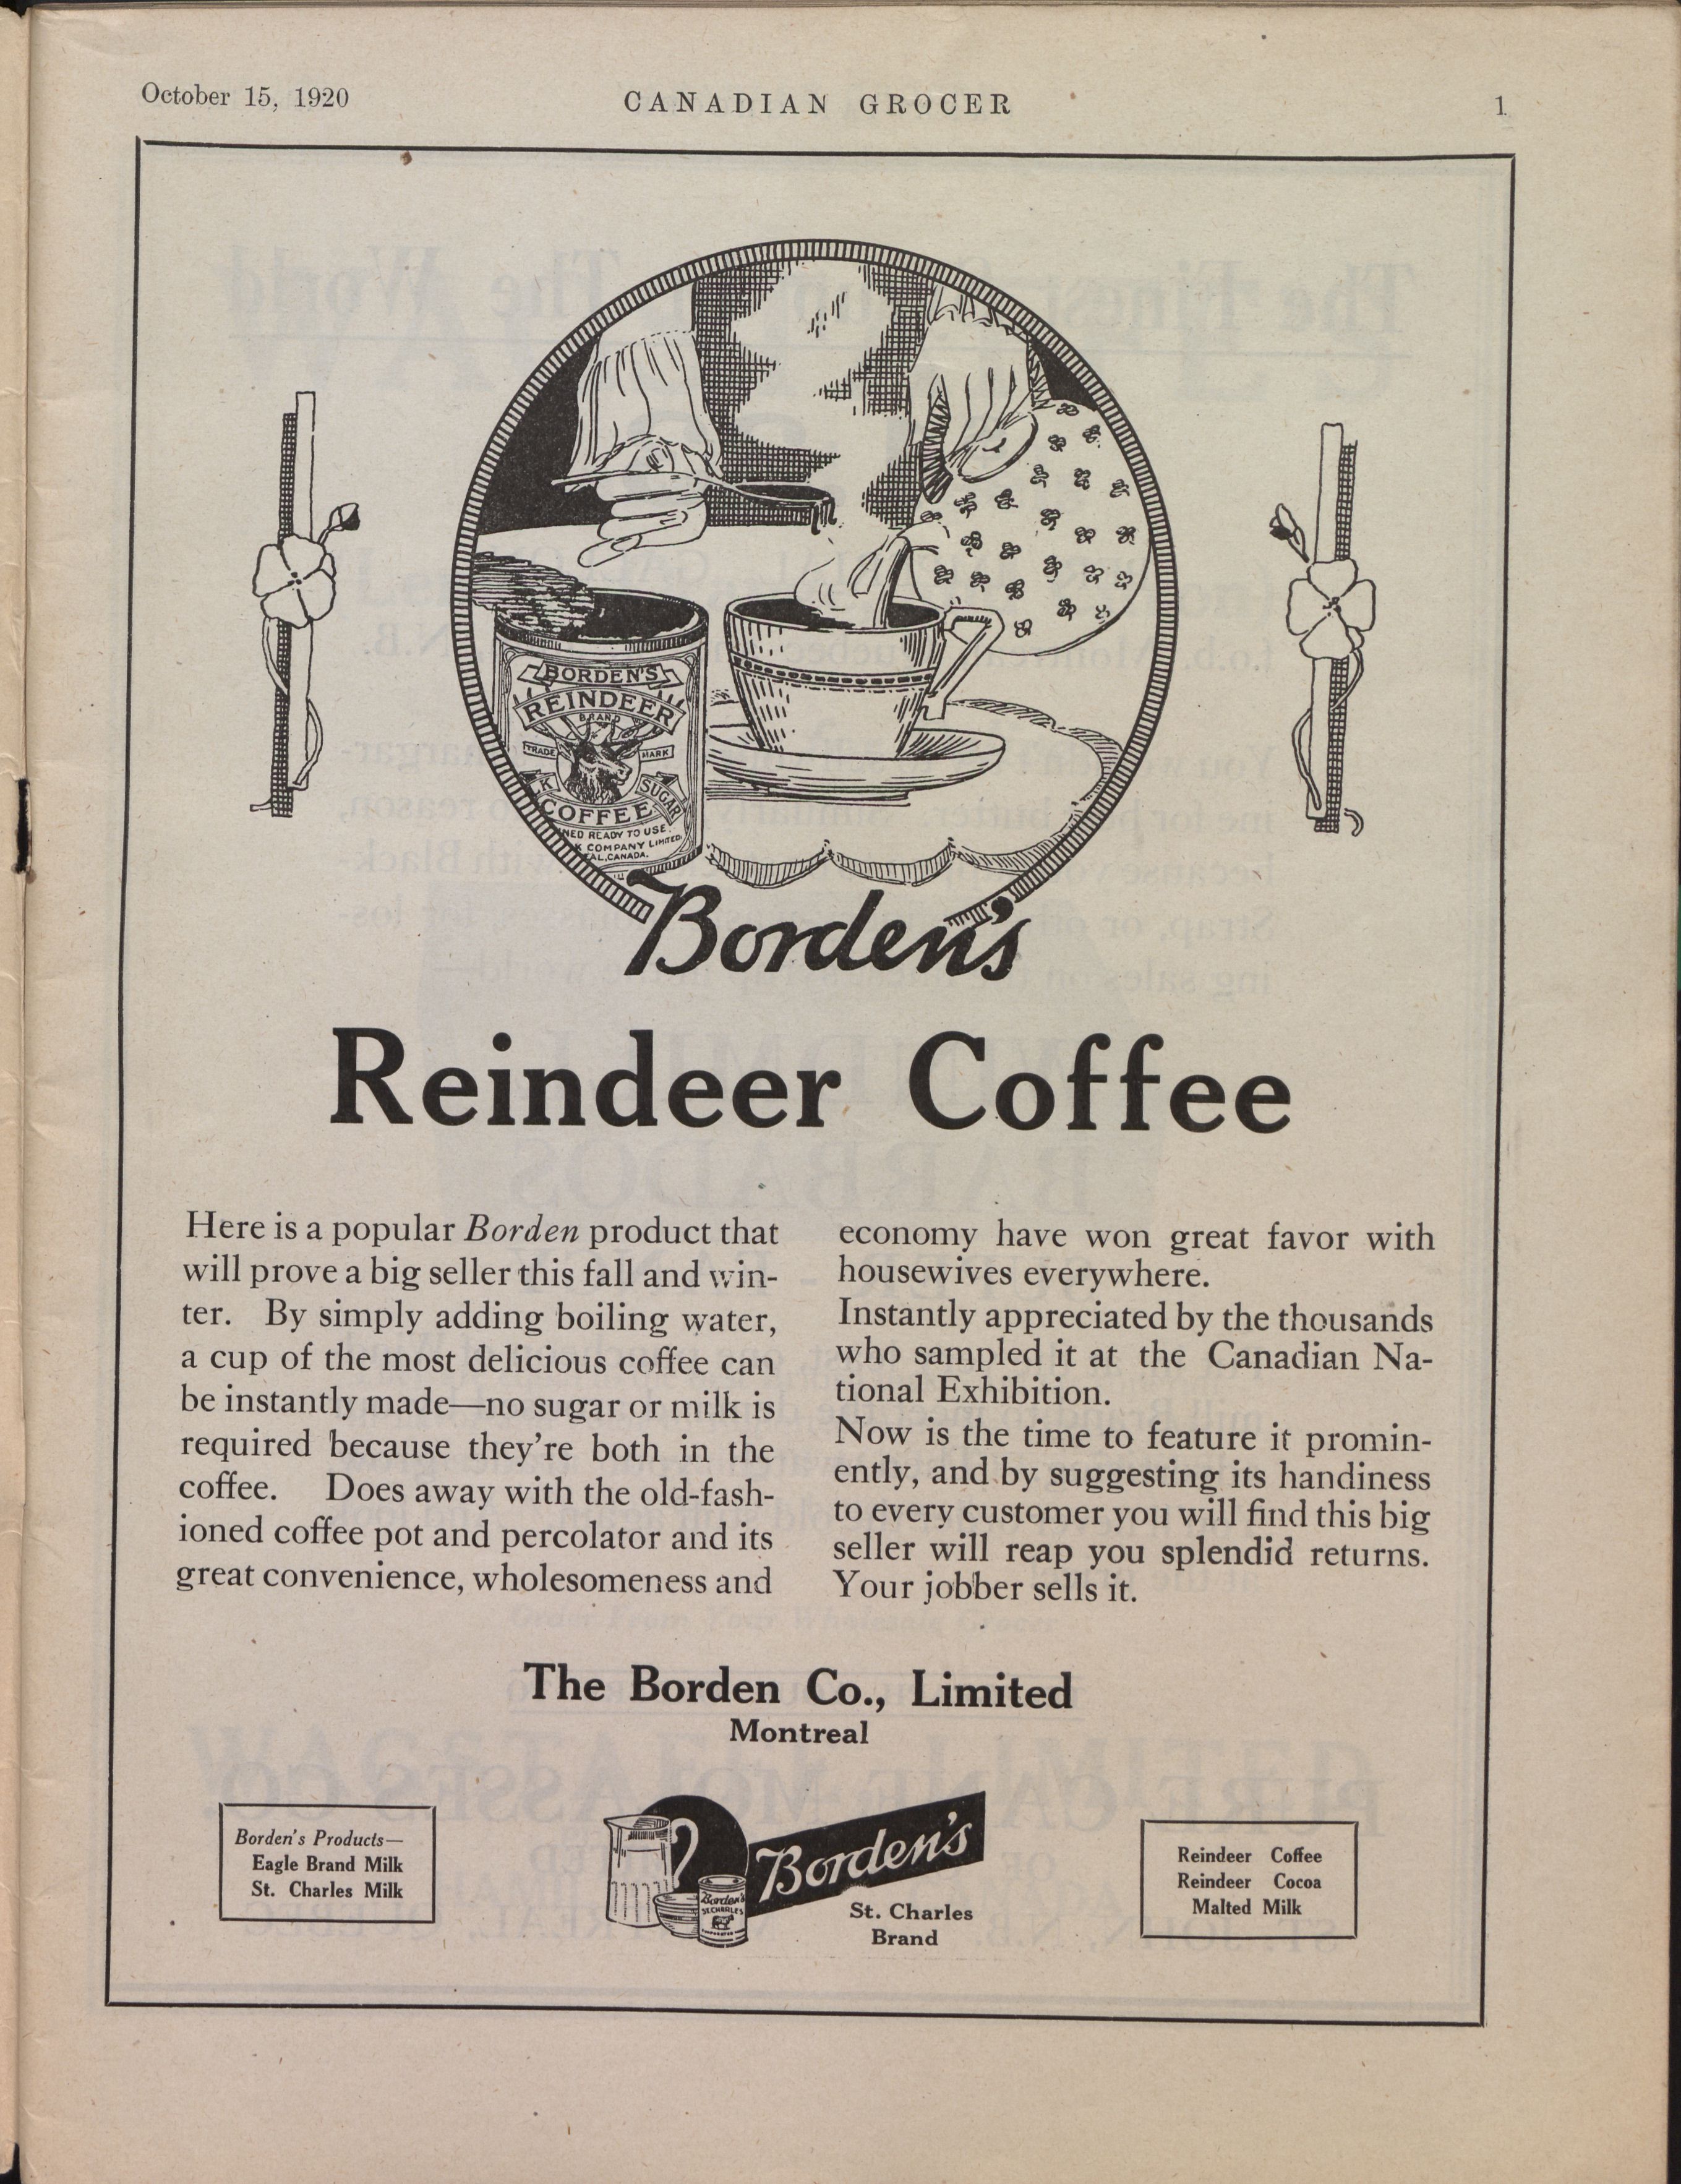 October 15, 1920
CANADIAN GROCER
1
BORDEN'S
REINDEER
BRAND
TRADE MARK
SUGAR
COFFEE
READY TO USE
COMPANY LIMITED
CANADA.
Borden's
Reindeer Coffee
Here is a popular Borden product that
will prove a big seller this fall and win-
ter. By simply adding boiling water,
a cup of the most delicious coffee can
be instantly made—no sugar or milk is
required because they're both in the
coffee. Does away with the old-fash-
ioned coffee pot and percolator and its
great convenience, wholesomeness and
economy have won great favor with
housewives everywhere.
Instantly appreciated by the thousands
who sampled it at the Canadian Na-
tional Exhibition.
Now is the time to feature it promin-
ently, and by suggesting its handiness
to every customer you will find this big
seller will reap you splendid returns.
Your jobber sells it.
The Borden Co., Limited
Montreal
Borden's Products—
Eagle Brand Milk
St. Charles Milk
Borden's
ST. CHARLES
Borden's
St. Charles
Brand
Reindeer Coffee
Reindeer Cocoa
Malted Milk